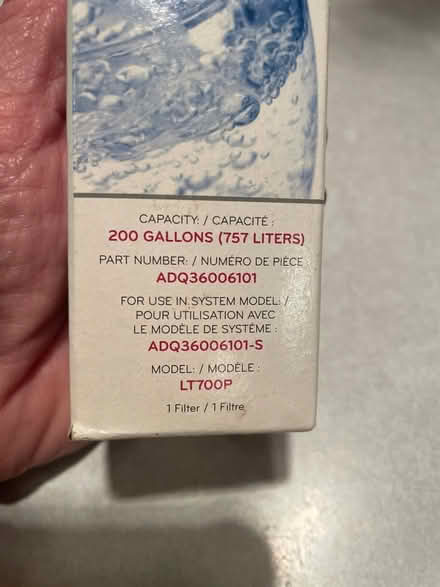 CAPACITY: / CAPACITÉ :
200 GALLONS (757 LITERS)
PART NUMBER: / NUMÉRO DE PIÈCE
ADQ36006101
FOR USE IN SYSTEM MODEL: /
POUR UTILISATION AVEC
LE MODÈLE DE SYSTÈME :
ADQ36006101-S
MODEL: / MODÈLE :
LT700P
1 Filter / 1 Filtre